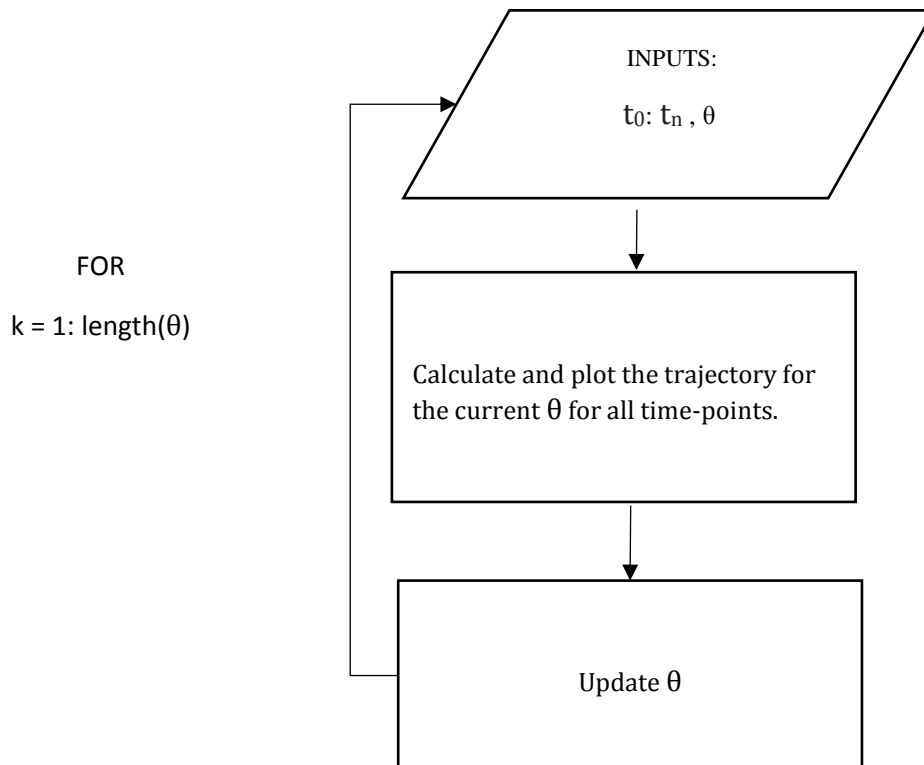 INPUTS:
t0: tn , θ
FOR
k = 1: length(θ)
Calculate and plot the trajectory for
the current θ for all time-points.
Update θ